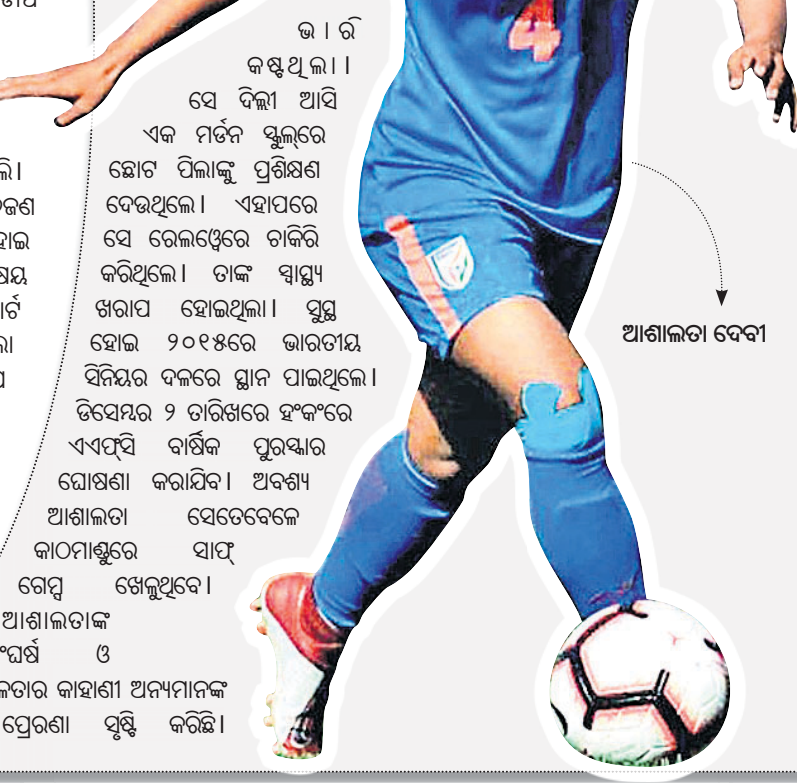 ଭାରି
କଷ୍ଟଥିଲା।
ସେ ଦିଲ୍ଲୀ ଆସି
ଏକ ମର୍ଡନ ସ୍କୁଲ୍‌ରେ
ଛୋଟ ପିଲାଙ୍କୁ ପ୍ରଶିକ୍ଷଣ
ଦେଉଥିଲେ। ଏହାପରେ
ସେ ରେଲୱେରେ ଚାକିରି
କରିଥିଲେ। ତାଙ୍କ ସ୍ୱାସ୍ଥ୍ୟ
ଖରାପ ହୋଇଥିଲା। ସୁସ୍ଥ
ହୋଇ ୨୦୧୫ରେ ଭାରତୀୟ
ସିନିୟର ଦଳରେ ସ୍ଥାନ ପାଇଥିଲେ।
ଡିସେମ୍ବର ୨ ତାରିଖରେ ହଂକଂରେ
ଏଏଫ୍‌ସି ବାର୍ଷିକ ପୁରସ୍କାର
ଘୋଷଣା କରାଯିବ। ଅବଶ୍ୟ
ଆଶାଲତା ସେତେବେଳେ
କାଠମାଣ୍ଡୁରେ ସାଫ୍
ଗେମ୍ସ ଖେଳୁଥିବେ।
ଆଶାଲତାଙ୍କ
ଓ
କାହାଣୀ ଅନ୍ୟମାନଙ୍କ
ପ୍ରେରଣା ସୃଷ୍ଟି କରିଛି।
4
ଆଶାଲତା ଦେବୀ